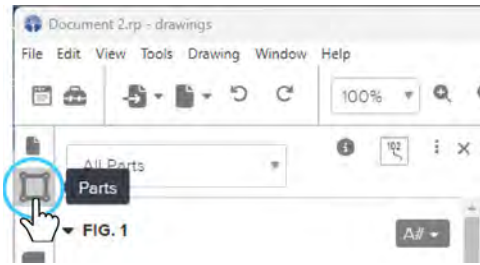 Document 2.rp - drawings
File Edit View Tools Drawing Window Help
100%
All Parts
102
Parts
FIG. 1
A//